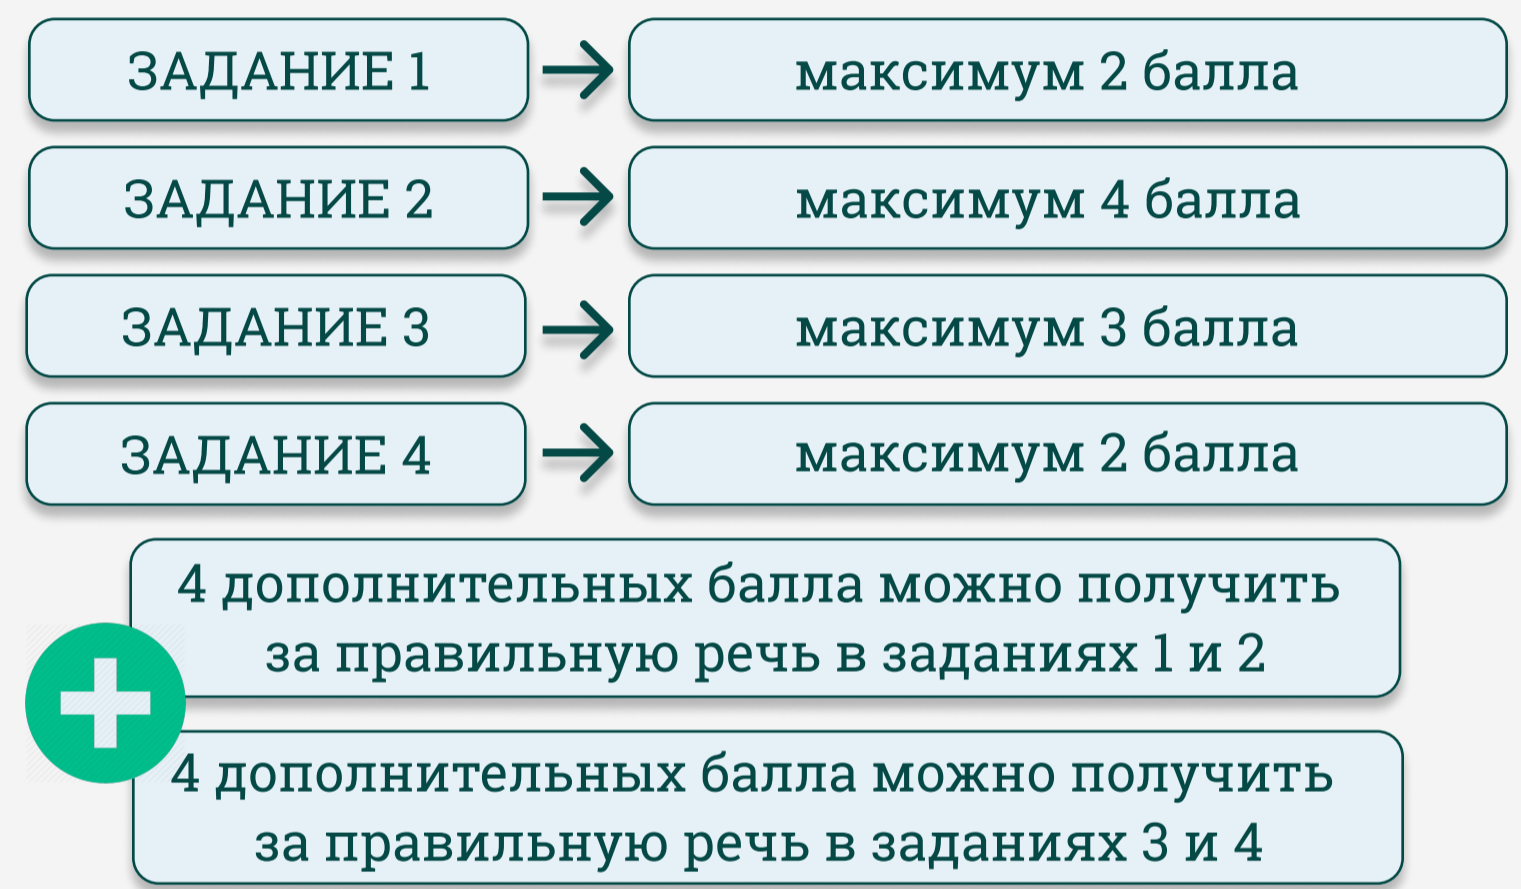 ЗАДАНИЕ 1
максимум 2 балла
ЗАДАНИЕ 2
максимум 4 балла
ЗАДАНИЕ 3
максимум 3 балла
ЗАДАНИЕ 4
максимум 2 балла
4 дополнительных балла можно получить
за правильную речь в заданиях 1 и 2
4 дополнительных балла можно получить
за правильную речь в заданиях 3 и 4